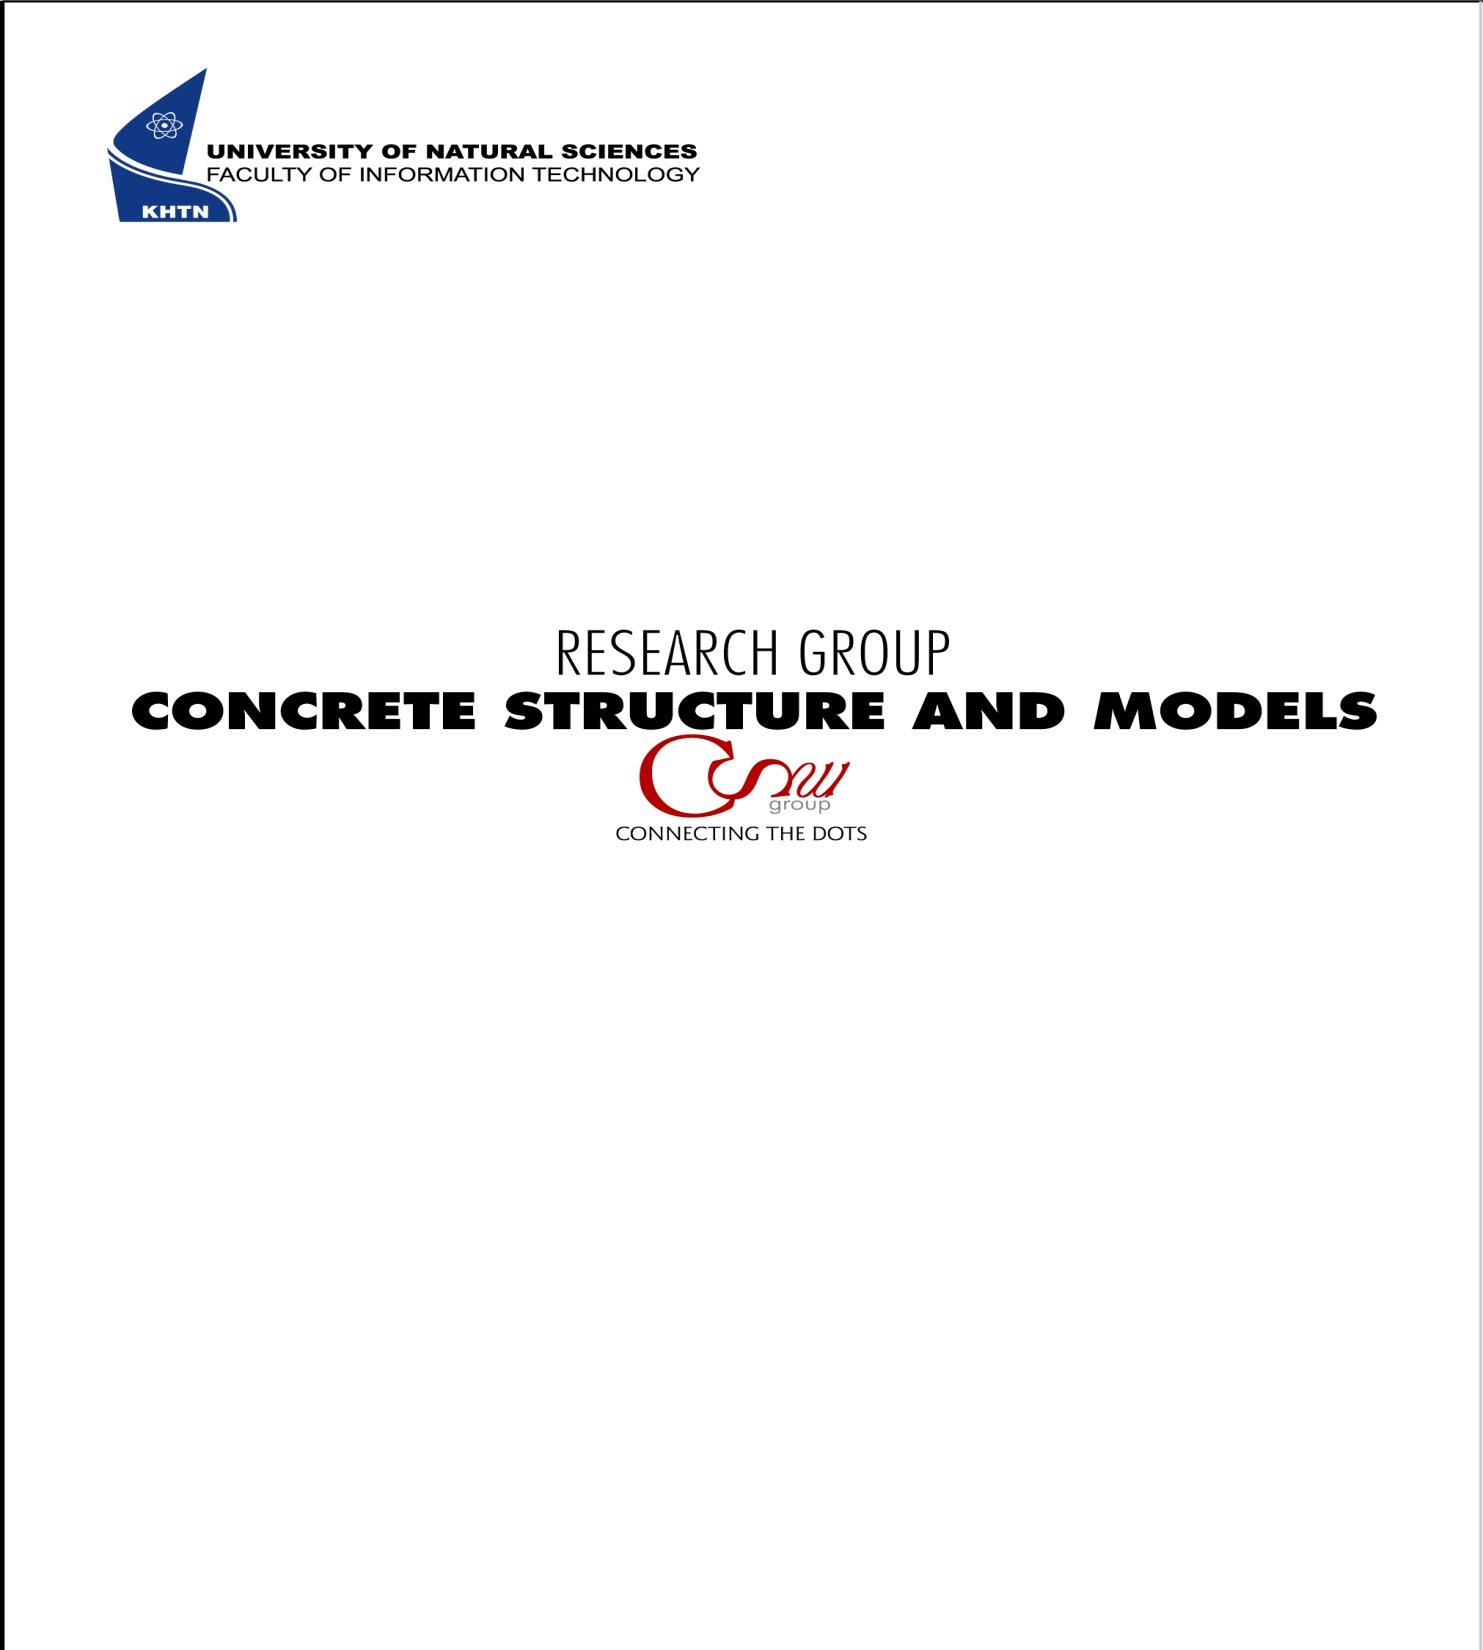 UNIVERSITY OF NATURAL SCIENCES
FACULTY OF INFORMATION TECHNOLOGY
KHTN
RESEARCH GROUP
CONCRETE STRUCTURE AND MODELS
Csm
group
CONNECTING THE DOTS